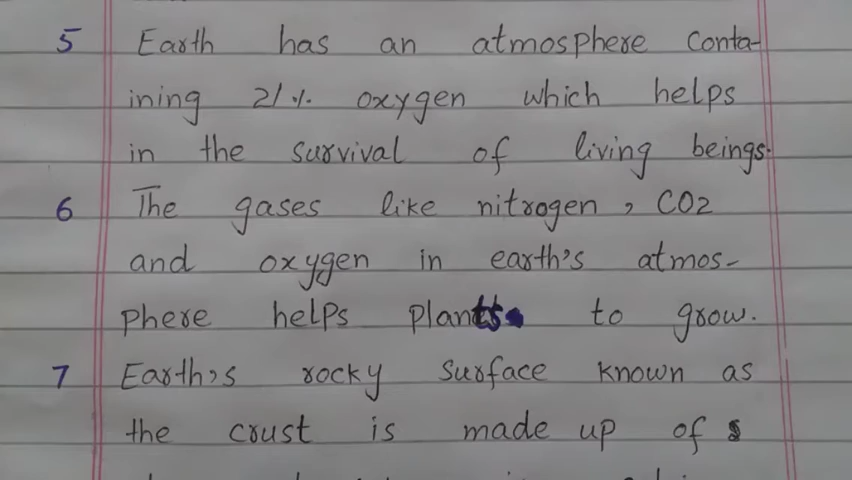 5 Earth has an atmosphere conta-
ining 21% oxygen which helps
in the survival of living beings.
6 The gases like nitrogen, CO2
and oxygen in earth's atmos-
phere helps plants to grow.
7 Earth's rocky surface known as
the crust is made up of